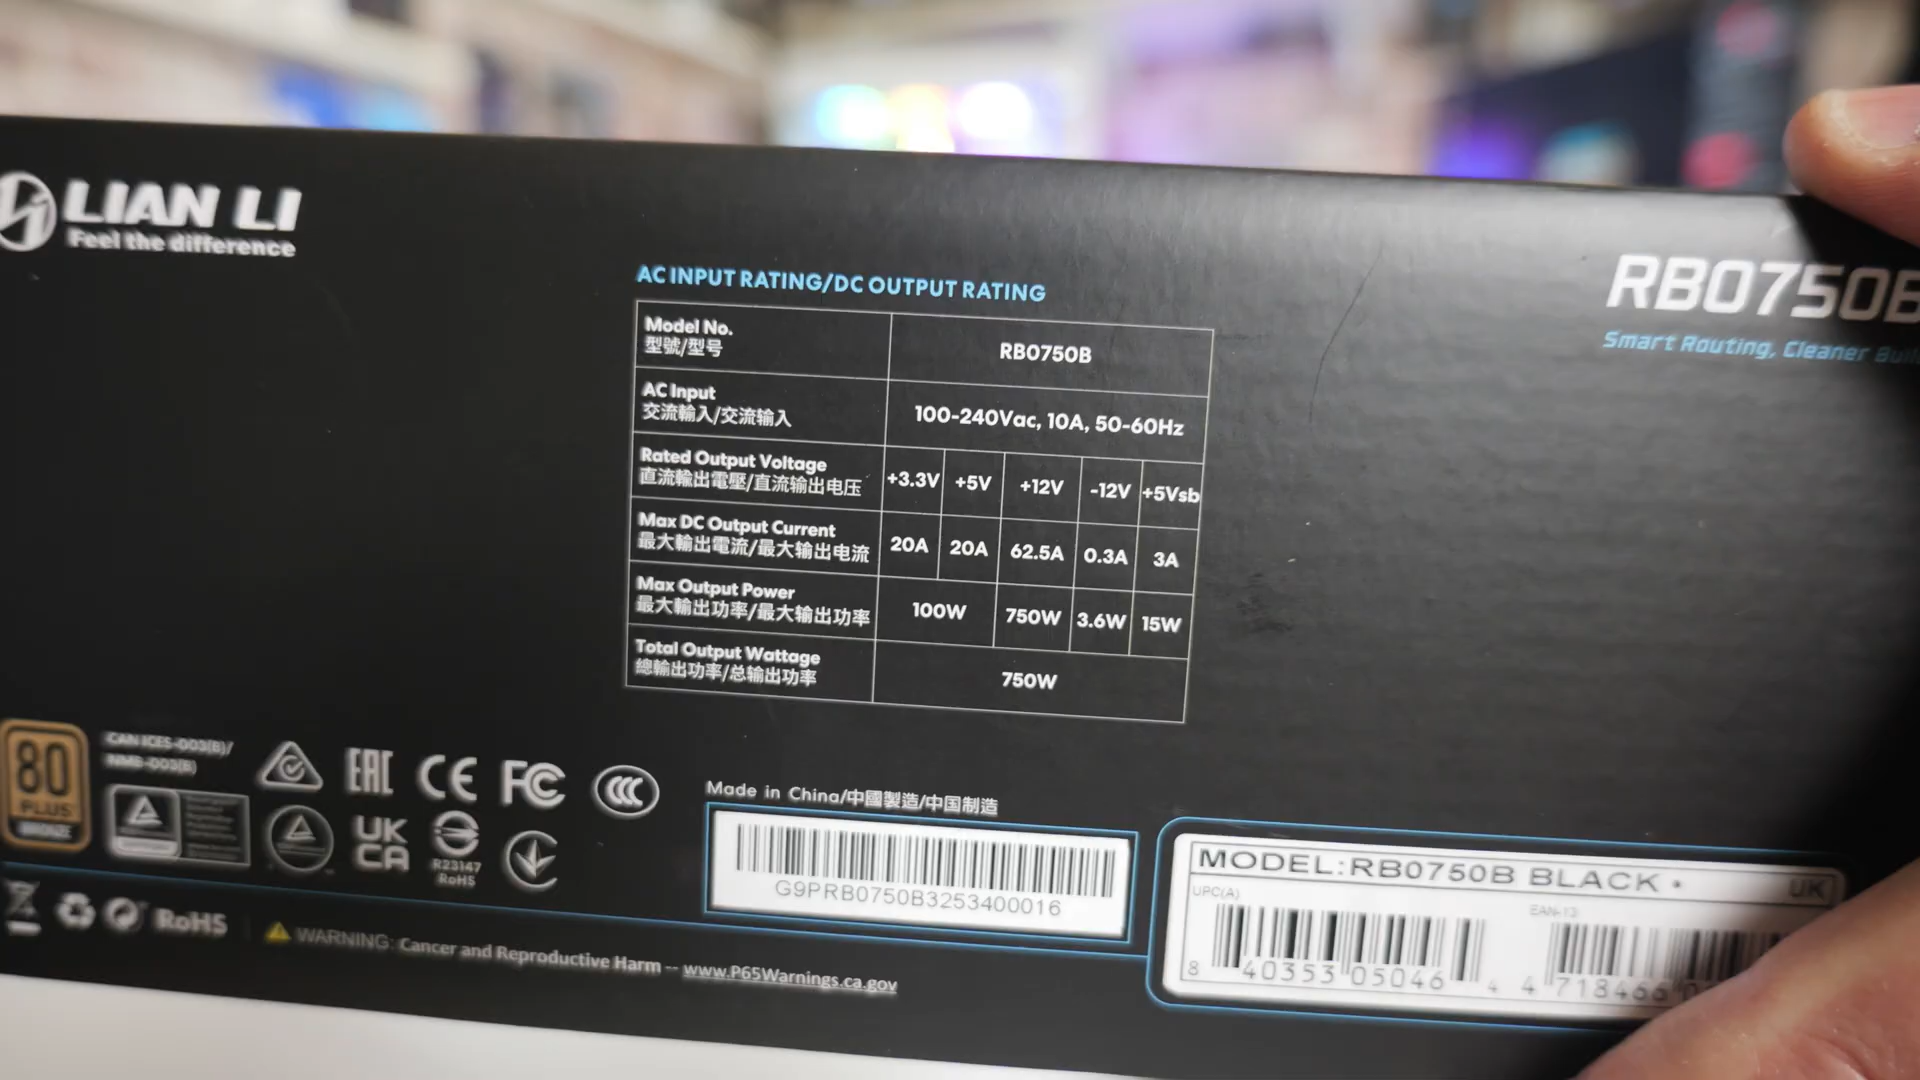 LIAN LI
Feel the difference
RB0750B
Smart Routing, Cleaner
AC INPUT RATING/DC OUTPUT RATING
Model No.
型號/型号
RB0750B
AC Input
交流輸入/交流输入
100-240Vac, 10A, 50-60Hz
Rated Output Voltage
直流輸出電壓/直流输出电压
+3.3V +5V +12V -12V +5Vsb
Max DC Output Current
最大輸出電流/最大输出电流
20A 20A 62.5A 0.3A 3A
Max Output Power
最大輸出功率/最大输出功率
100W 750W 3.6W 15W
Total Output Wattage
總輸出功率/总输出功率
750W
80
PLUS
BRONZE
CAN ICES-003(B)/
NMB-003(B)
EAC
CE
FC
CCC
UK
CA
R23147
RoHS
RoHS
WARNING: Cancer and Reproductive Harm -- www.P65Warnings.ca.gov
Made in China/中國製造/中国制造
G9PRB0750B3253400016
MODEL:RB0750B BLACK •
UK
UPC(A)
EAN-13
8 40353 05046 4
4 718466